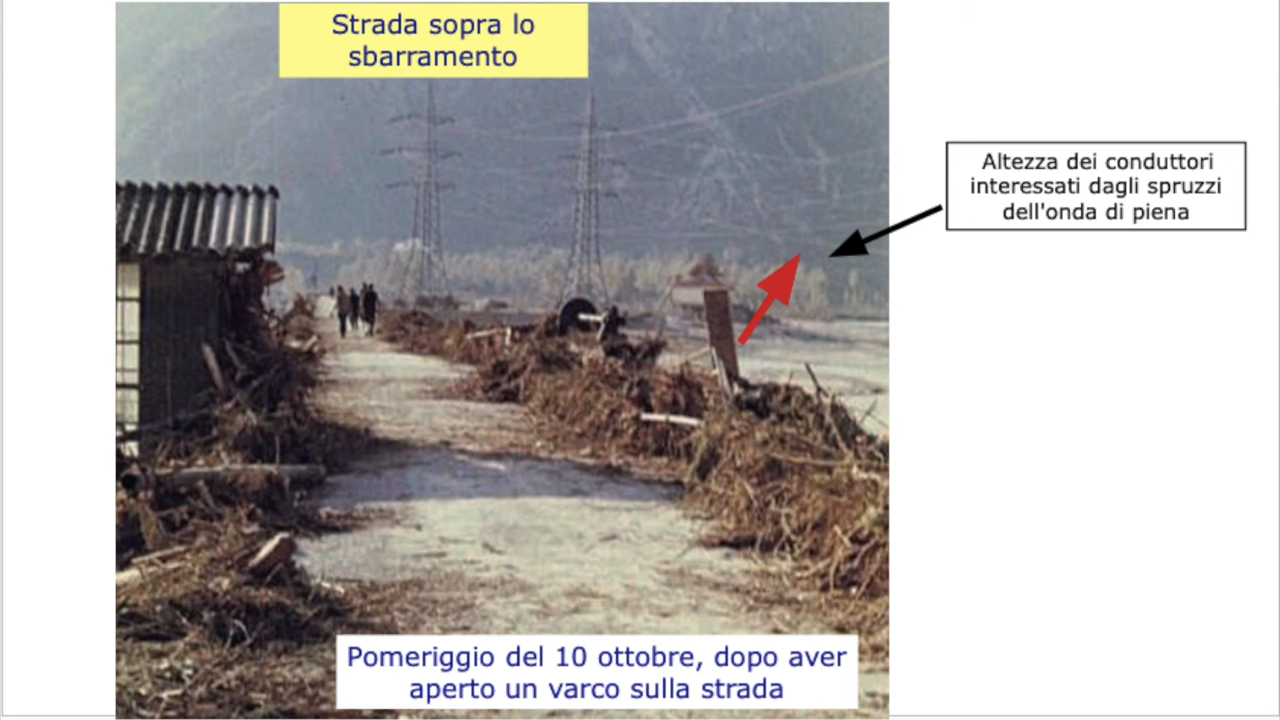 Strada sopra lo
sbarramento
Altezza dei conduttori
interessati dagli spruzzi
dell'onda di piena
Pomeriggio del 10 ottobre, dopo aver
aperto un varco sulla strada